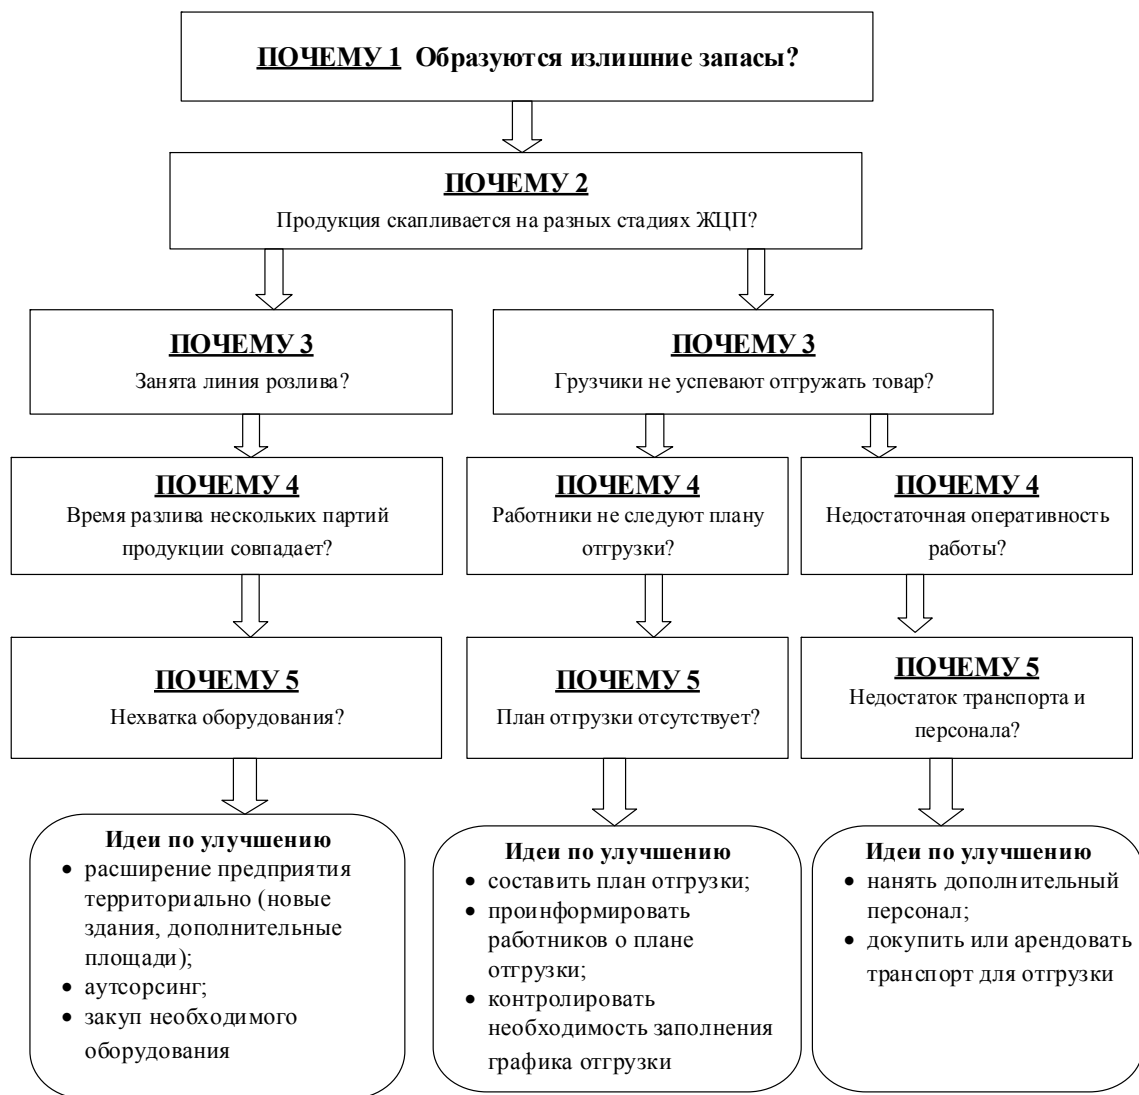 ПОЧЕМУ 1 Образуются излишние запасы?
ПОЧЕМУ 2
Продукция скапливается на разных стадиях ЖЦП?
ПОЧЕМУ 3
Занята линия розлива?
ПОЧЕМУ 3
Грузчики не успевают отгружать товар?
ПОЧЕМУ 4
Время разлива нескольких партий
продукции совпадает?
ПОЧЕМУ 4
Работники не следуют плану
отгрузки?
ПОЧЕМУ 4
Недостаточная оперативность
работы?
ПОЧЕМУ 5
Нехватка оборудования?
ПОЧЕМУ 5
План отгрузки отсутствует?
ПОЧЕМУ 5
Недостаток транспорта и
персонала?
Идеи по улучшению
• расширение предприятия
территориально (новые
здания, дополнительные
площади);
• аутсорсинг;
• закуп необходимого
оборудования
Идеи по улучшению
• составить план отгрузки;
• проинформировать
работников о плане
отгрузки;
• контролировать
необходимость заполнения
графика отгрузки
Идеи по улучшению
• нанять дополнительный
персонал;
• докупить или арендовать
транспорт для отгрузки